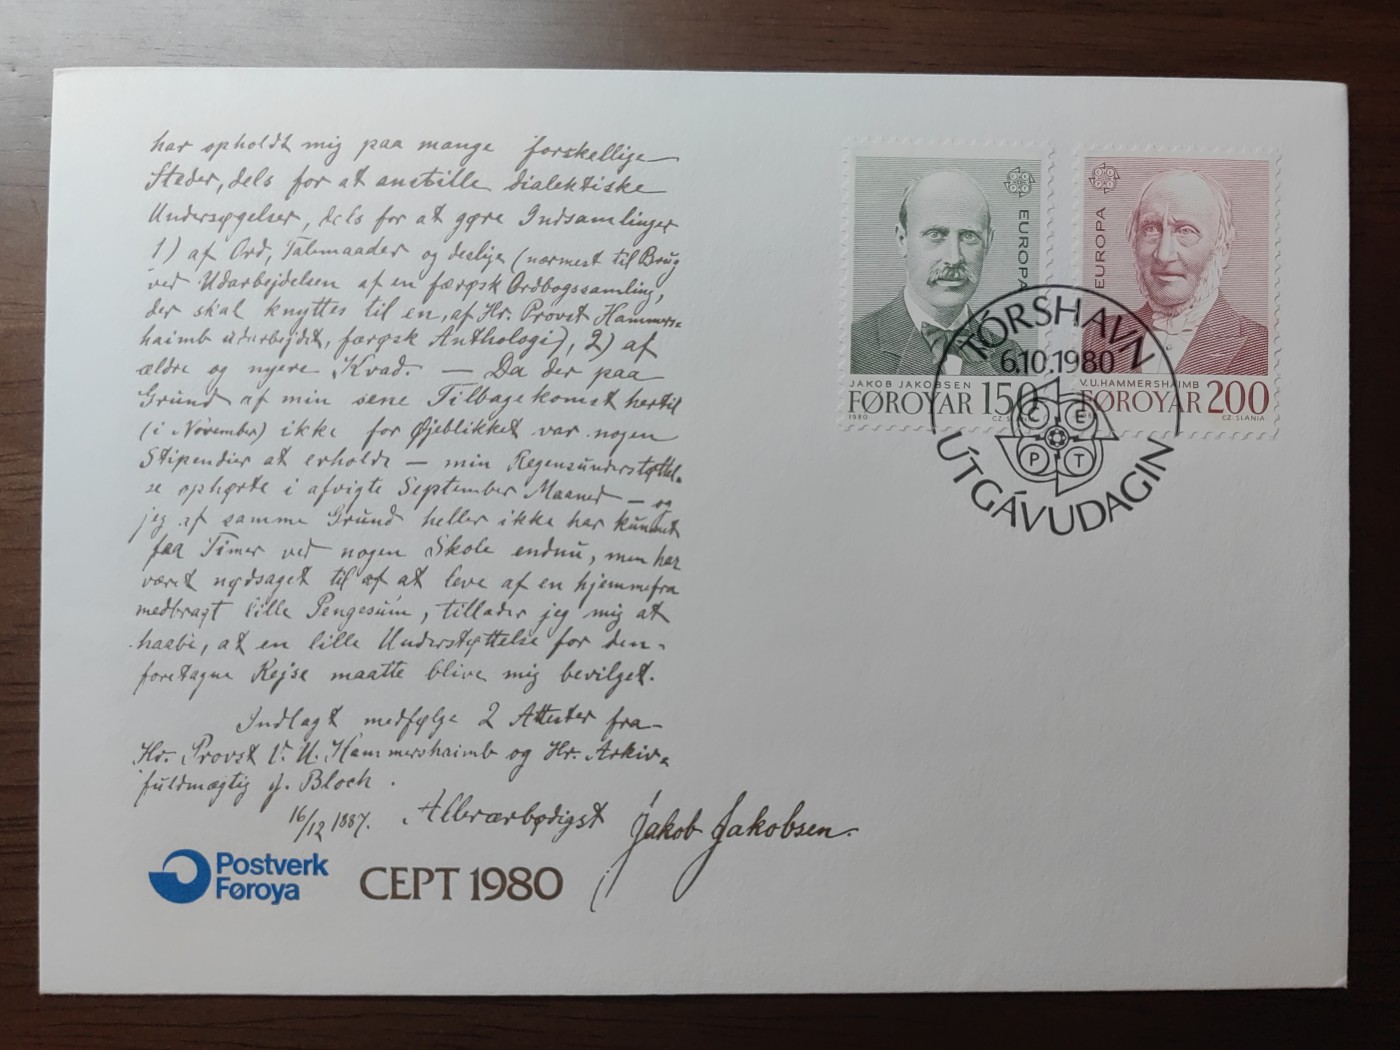 har opholdt mig paa mange forskellige
Steder, dels for at anstille dialektiske
Undersøgelser, dels for at gøre Indsamlinger
1) af Ord, Talemaader og deslige (nærmest til Brug
ved Udarbejdelsen af en færøsk Ordbogssamling,
der skal knyttes til en, af Hr. Provst Hammers=
haimb udarbejdet, færøsk Anthologi), 2) af
ældre og nyere Kvad. — Da der paa
Grund af min sene Tilbagekomst hertil
(i November) ikke for Øjeblikket var nogen
Stipendier at erholde — min Regensunderstøttel=
se ophørte i afvigte September Maaned — og
jeg af samme Grund heller ikke har kunnet
faa Timer ved nogen Skole endnu, men har
været nødsaget til at leve af en hjemmefra
medbragt lille Pengesum, tillader jeg mig at
haabe, at en lille Understøttelse for den
foretagne Rejse maatte blive mig bevilget.
Indlagt medfølge 2 Attester fra
Hr. Provst V. U. Hammershaimb og Hr. Arkiv=
fuldmægtig J. Bloch.
16/12 1887. Allerærbødigst Jakob Jakobsen.
Postverk
Føroya
CEPT 1980
EUROPA
JAKOB JAKOBSEN
FØROYAR 150
1980 CZ.
EUROPA
V.U. HAMMERSHAIMB
FØROYAR 200
CZ. SLANIA
TÓRSHAVN
6.10.1980
C E
P T
ÚTGÁVUDAGIN